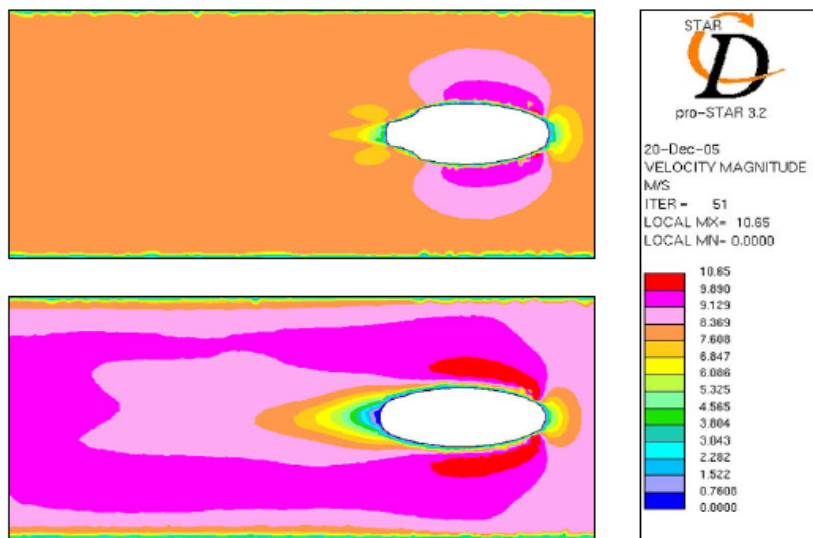 STAR
D
pro-STAR 3.2
20-Dec-05
VELOCITY MAGNITUDE
M/S
ITER = 51
LOCAL MX= 10.65
LOCAL MN= 0.0000
10.65
9.890
9.129
8.369
7.608
6.847
6.086
5.325
4.565
3.804
3.043
2.282
1.522
0.7608
0.0000